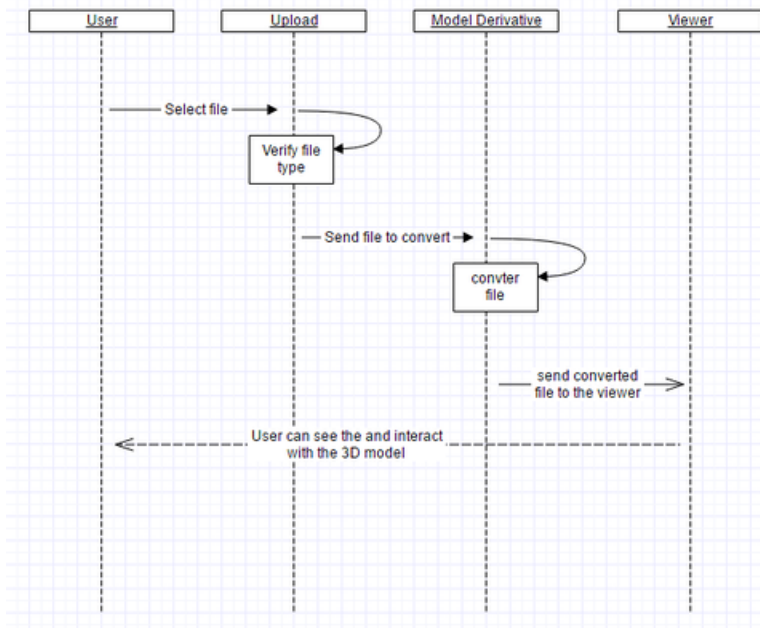 User
Upload
Model Derivative
Viewer
Select file
Verify file
type
Send file to convert
convter
file
send converted
file to the viewer
User can see the and interact
with the 3D model